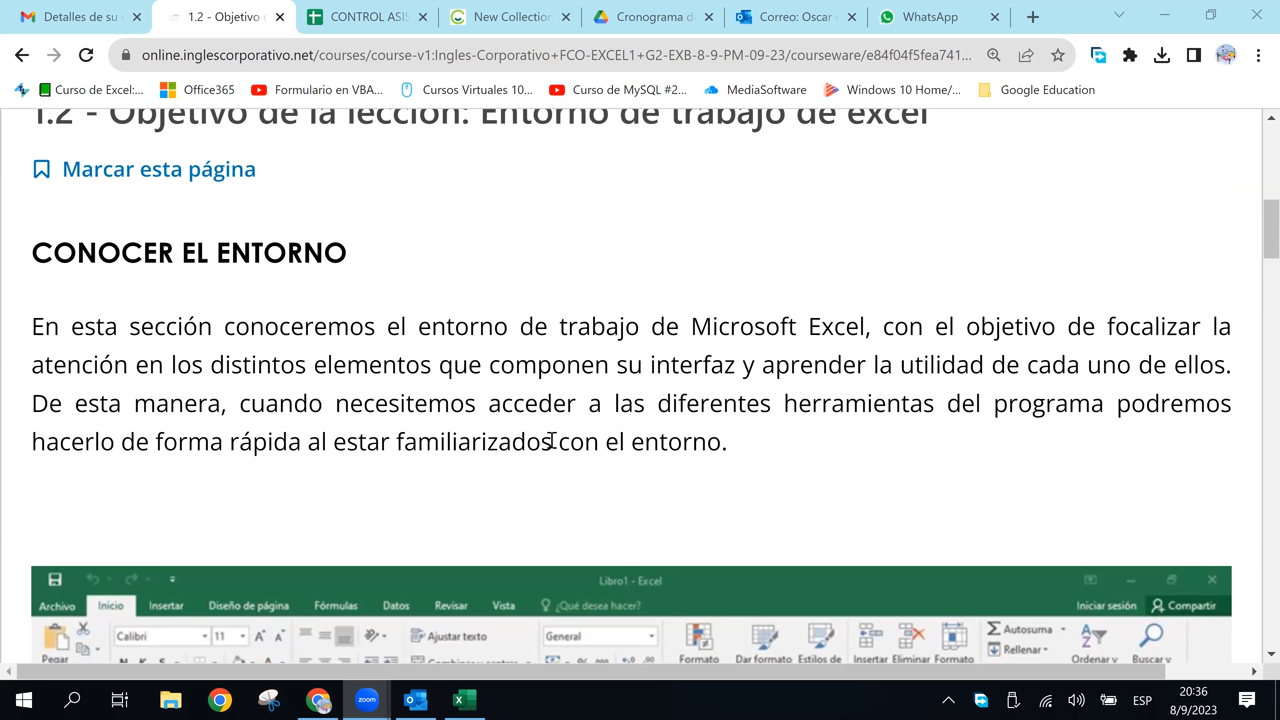 Detalles de su
1.2 - Objetivo
CONTROL ASIS
New Collection
Cronograma d
Correo: Oscar
WhatsApp
online.inglescorporativo.net/courses/course-v1:Ingles-Corporativo+FCO-EXCEL1+G2-EXB-8-9-PM-09-23/courseware/e84f04f5fea741...
Curso de Excel:...
Office365
Formulario en VBA...
Cursos Virtuales 10...
Curso de MySQL #2...
MediaSoftware
Windows 10 Home/...
Google Education
1.2 - Objetivo de la lección: Entorno de trabajo de excel
Marcar esta página
CONOCER EL ENTORNO
En esta sección conoceremos el entorno de trabajo de Microsoft Excel, con el objetivo de focalizar la
atención en los distintos elementos que componen su interfaz y aprender la utilidad de cada uno de ellos.
De esta manera, cuando necesitemos acceder a las diferentes herramientas del programa podremos
hacerlo de forma rápida al estar familiarizados con el entorno.
Libro1 - Excel
Archivo Inicio Insertar Diseño de página Fórmulas Datos Revisar Vista ¿Qué desea hacer? Iniciar sesión Compartir
Calibri 11 Ajustar texto General Autosuma
Rellenar
Pegar Formato Dar formato Estilos de Insertar Eliminar Formato Ordenar y Buscar y
ESP
20:36
8/9/2023